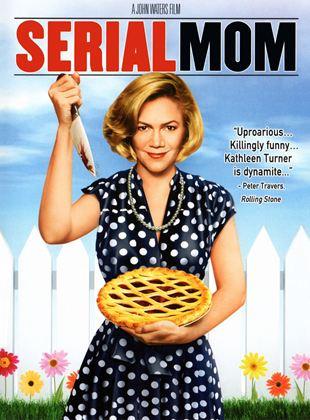 A JOHN WATERS FILM
SERIAL MOM
"Uproarious...
Killingly funny...
Kathleen Turner
is dynamite..."
- Peter Travers.
Rolling Stone